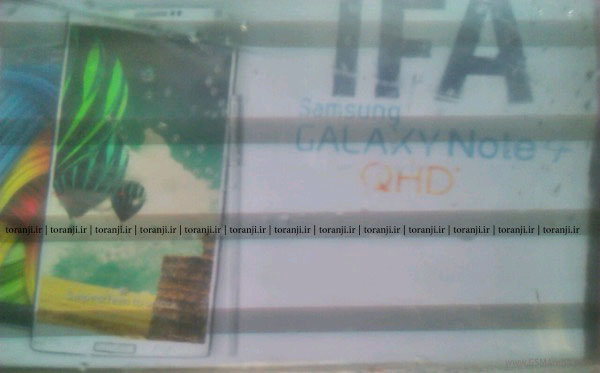 IFA
Samsung
GALAXY Note 4
QHD
toranji.ir | toranji.ir | toranji.ir | toranji.ir | toranji.ir | toranji.ir | toranji.ir | toranji.ir | toranji.ir | toranji.ir | toranji.ir | toranji.ir | toranji.ir